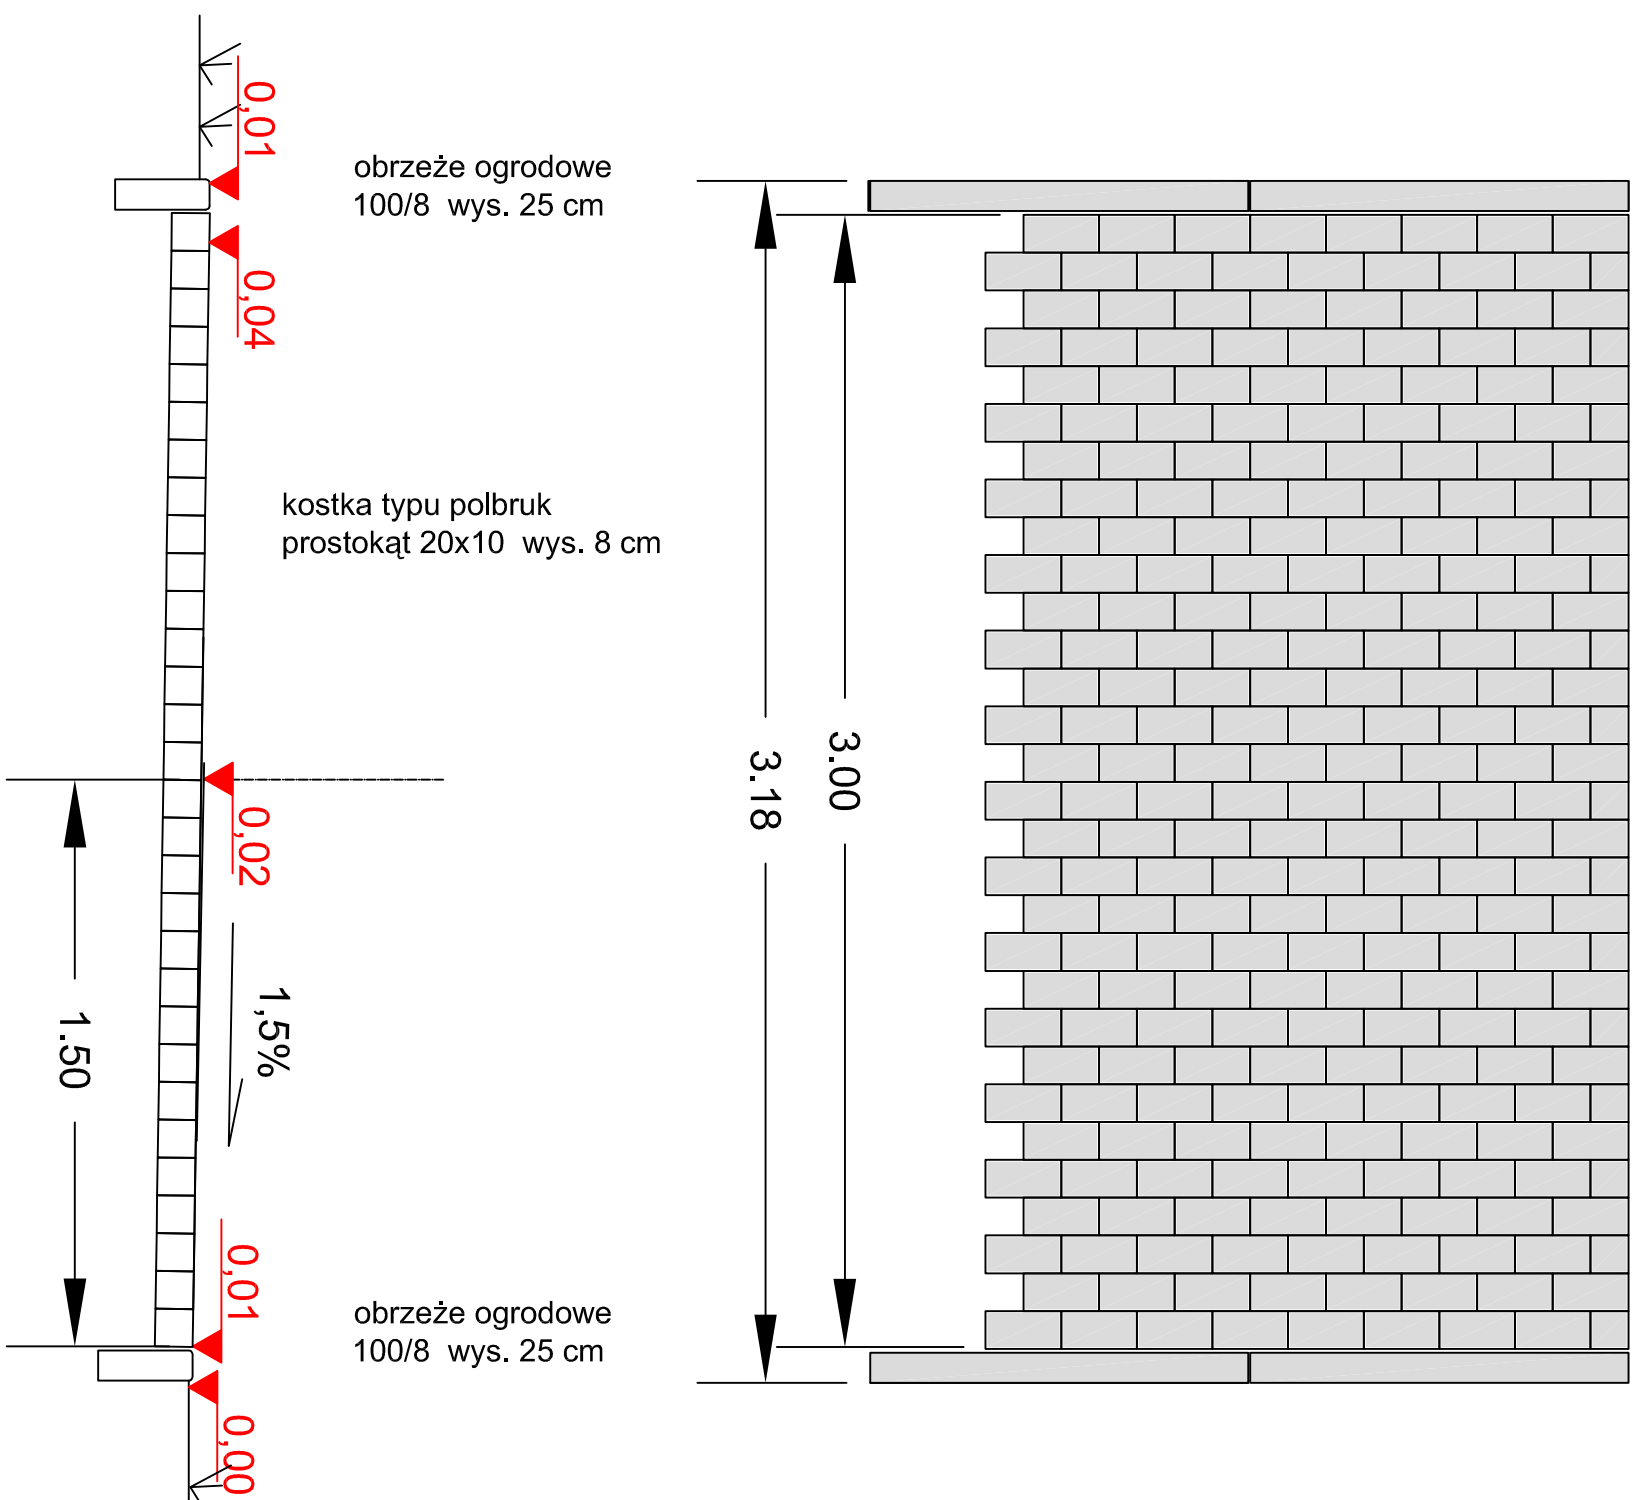 0,01
obrzeże ogrodowe
100/8 wys. 25 cm
0,04
kostka typu polbruk
prostokąt 20x10 wys. 8 cm
3.00
3.18
0,02
1,5%
1.50
0,01
obrzeże ogrodowe
100/8 wys. 25 cm
0,00